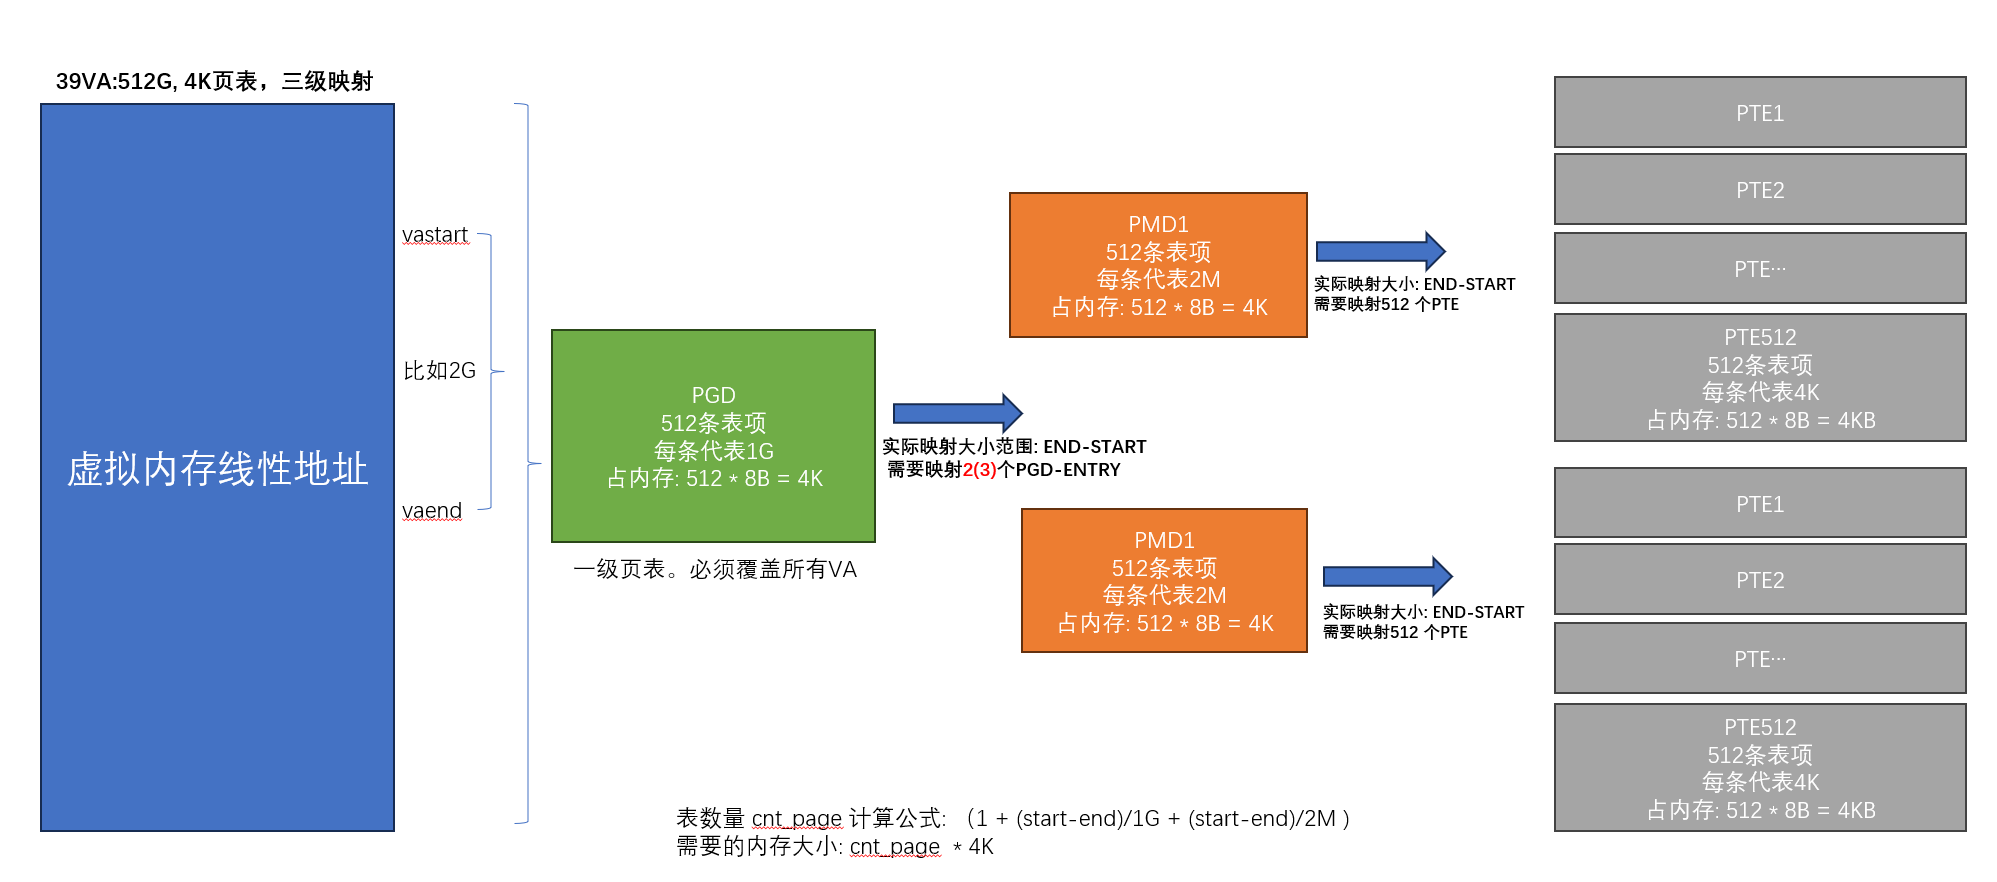 39VA:512G, 4K页表，三级映射
虚拟内存线性地址
vastart
比如2G
vaend
PGD
512条表项
每条代表1G
占内存: 512 * 8B = 4K
一级页表。必须覆盖所有VA
实际映射大小范围: END-START
需要映射2(3)个PGD-ENTRY
PMD1
512条表项
每条代表2M
占内存: 512 * 8B = 4K
实际映射大小: END-START
需要映射512 个PTE
PMD1
512条表项
每条代表2M
占内存: 512 * 8B = 4K
实际映射大小: END-START
需要映射512 个PTE
PTE1
PTE2
PTE…
PTE512
512条表项
每条代表4K
占内存: 512 * 8B = 4KB
PTE1
PTE2
PTE…
PTE512
512条表项
每条代表4K
占内存: 512 * 8B = 4KB
表数量 cnt_page 计算公式: （1 + (start-end)/1G + (start-end)/2M )
需要的内存大小: cnt_page * 4K